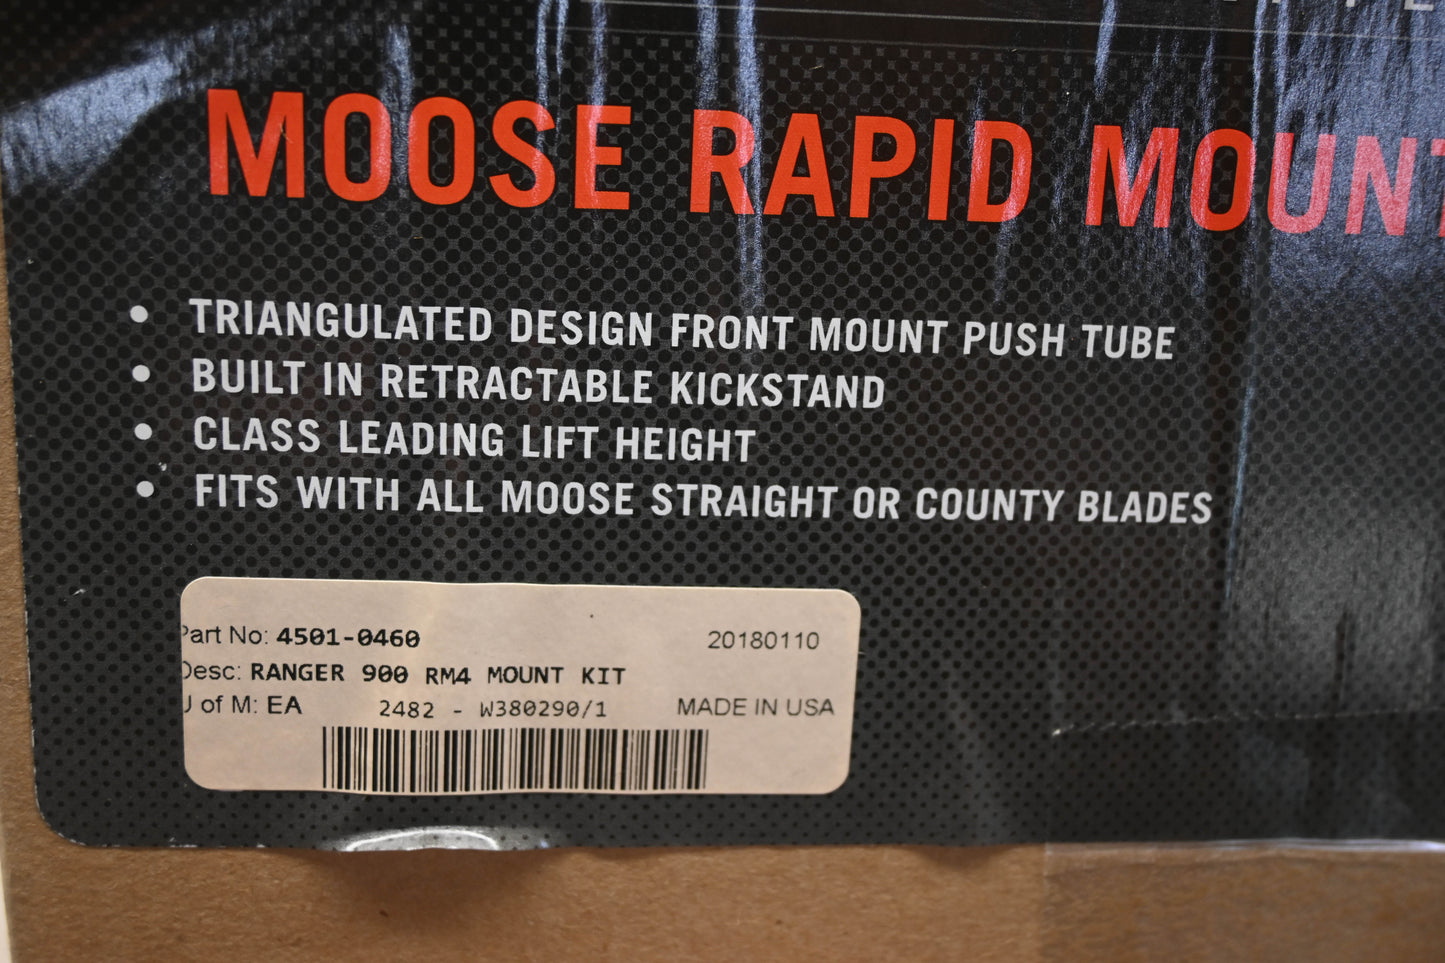 MOOSE RAPID MOUNT
• TRIANGULATED DESIGN FRONT MOUNT PUSH TUBE
• BUILT IN RETRACTABLE KICKSTAND
• CLASS LEADING LIFT HEIGHT
• FITS WITH ALL MOOSE STRAIGHT OR COUNTY BLADES
Part No: 4501-0460 20180110
Desc: RANGER 900 RM4 MOUNT KIT
U of M: EA 2482 - W380290/1 MADE IN USA